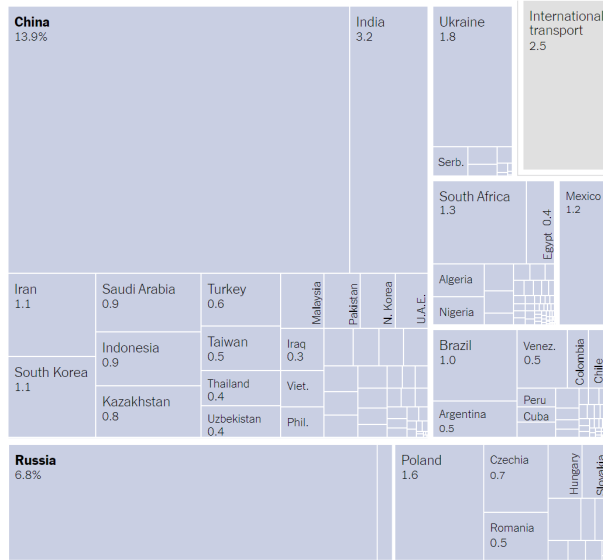 China
13.9%
India
3.2
Ukraine
1.8
Serb.
International
transport
2.5
South Africa
1.3
Egypt 0.4
Algeria
Nigeria
Mexico
1.2
Iran
1.1
South Korea
1.1
Saudi Arabia
0.9
Indonesia
0.9
Kazakhstan
0.8
Turkey
0.6
Taiwan
0.5
Thailand
0.4
Uzbekistan
0.4
Malaysia
Iraq
0.3
Viet.
Phil.
Pakistan
N. Korea
U.A.E.
Brazil
1.0
Argentina
0.5
Venez.
0.5
Peru
Cuba
Colombia
Chile
Russia
6.8%
Poland
1.6
Czechia
0.7
Romania
0.5
Hungary
Slovakia